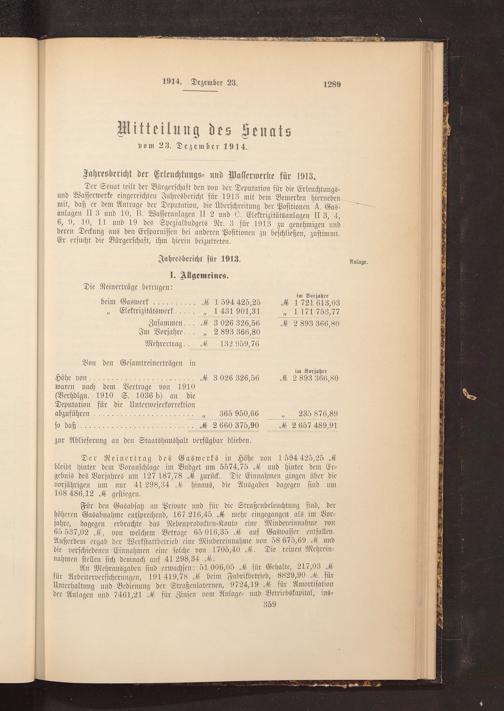 1914. Dezember 23. 1289
Mitteilung des Senats
vom 23. Dezember 1914.
Jahresbericht der Erleuchtungs- und Wasserwerke für 1913.
Der Senat teilt der Bürgerschaft den von der Deputation für die Erleuchtungs-
und Wasserwerke eingereichten Jahresbericht für 1913 mit dem Bemerken hierneben
mit, daß er dem Antrage der Deputation, die Überschreitung der Positionen A. Gas-
anlagen II 3 und 10, B. Wasseranlagen II 2 und C. Elektrizitätsanlagen II 3, 4,
6, 9, 10, 11 und 19 des Spezialbudgets Nr. 3 für 1913 zu genehmigen und
deren Deckung aus den Ersparnissen bei anderen Positionen zu beschließen, zustimmt.
Er ersucht die Bürgerschaft, ihm hierin beizutreten.
Jahresbericht für 1913. Anlage.
I. Allgemeines.
Die Reinerträge betrugen:
im Vorjahre
beim Gaswerk .......... ℳ 1 594 425,25 ℳ 1 721 613,03
„ Elektrizitätswerk .... „ 1 431 901,31 „ 1 171 753,77
Zusammen... ℳ 3 026 326,56 ℳ 2 893 366,80
Im Vorjahre... „ 2 893 366,80
Mehrertrag.. ℳ 132 959,76
Von den Gesamtreinerträgen in
im Vorjahre
Höhe von ...................... ℳ 3 026 326,56 ℳ 2 893 366,80
waren nach dem Vertrage von 1910
(Verhdlgn. 1910 S. 1036 b) an die
Deputation für die Unterweserkorrektion
abzuführen .................... „ 365 950,66 „ 235 876,89
so daß ........................ ℳ 2 660 375,90 ℳ 2 657 489,91
zur Ablieferung an den Staatshaushalt verfügbar blieben.
Der Reinertrag des Gaswerks in Höhe von 1 594 425,25 ℳ
bleibt hinter dem Voranschlage im Budget um 5574,75 ℳ und hinter dem Er-
gebnis des Vorjahres um 127 187,78 ℳ zurück. Die Einnahmen gingen über die
vorjährigen um nur 41 298,34 ℳ hinaus, die Ausgaben dagegen sind um
168 486,12 ℳ gestiegen.
Für den Gasabsatz an Private und für die Straßenbeleuchtung sind, der
höheren Gasabnahme entsprechend, 167 216,45 ℳ mehr eingegangen als im Vor-
jahre, dagegen erbrachte das Nebenprodukten-Konto eine Mindereinnahme von
65 537,02 ℳ, von welchem Betrage 65 016,35 ℳ auf Gaswasser entfallen.
Außerdem ergab der Werkstattbetrieb eine Mindereinnahme von 58 675,69 ℳ und
die verschiedenen Einnahmen eine solche von 1705,40 ℳ. Die reinen Mehrein-
nahmen stellen sich demnach auf 41 298,34 ℳ.
An Mehrausgaben sind erwachsen: 51 006,05 ℳ für Gehalte, 217,03 ℳ
für Arbeiterversicherungen, 191 419,78 ℳ beim Fabrikbetrieb, 8829,90 ℳ für
Unterhaltung und Bedienung der Straßenlaternen, 9724,19 ℳ für Amortisation
der Anlagen und 7461,21 ℳ für Zinsen vom Anlage- und Betriebskapital, ins-
359